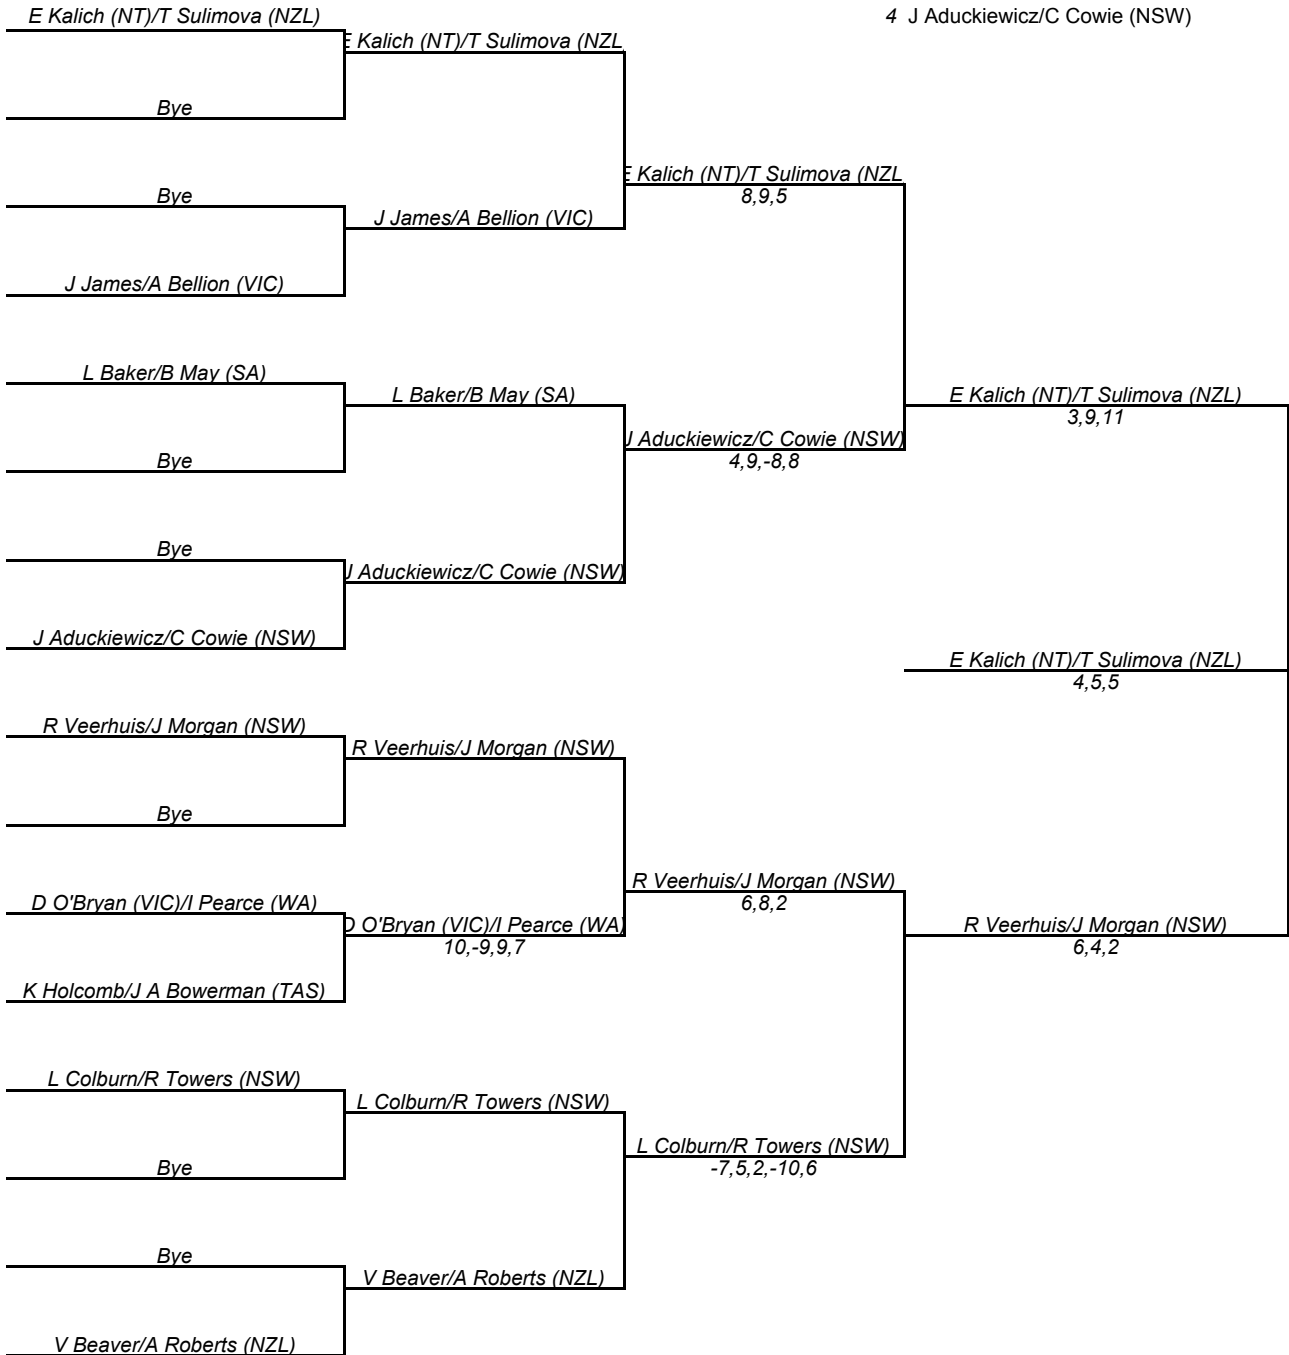 E Kalich (NT)/T Sulimova (NZL)
4 J Aduckiewicz/C Cowie (NSW)
E Kalich (NT)/T Sulimova (NZL
Bye
E Kalich (NT)/T Sulimova (NZL
8,9,5
Bye
J James/A Bellion (VIC)
J James/A Bellion (VIC)
L Baker/B May (SA)
L Baker/B May (SA)
E Kalich (NT)/T Sulimova (NZL)
3,9,11
J Aduckiewicz/C Cowie (NSW)
4,9,-8,8
Bye
Bye
J Aduckiewicz/C Cowie (NSW)
J Aduckiewicz/C Cowie (NSW)
E Kalich (NT)/T Sulimova (NZL)
4,5,5
R Veerhuis/J Morgan (NSW)
R Veerhuis/J Morgan (NSW)
Bye
R Veerhuis/J Morgan (NSW)
6,8,2
D O'Bryan (VIC)/I Pearce (WA)
D O'Bryan (VIC)/I Pearce (WA)
10,-9,9,7
R Veerhuis/J Morgan (NSW)
6,4,2
K Holcomb/J A Bowerman (TAS)
L Colburn/R Towers (NSW)
L Colburn/R Towers (NSW)
L Colburn/R Towers (NSW)
-7,5,2,-10,6
Bye
Bye
V Beaver/A Roberts (NZL)
V Beaver/A Roberts (NZL)